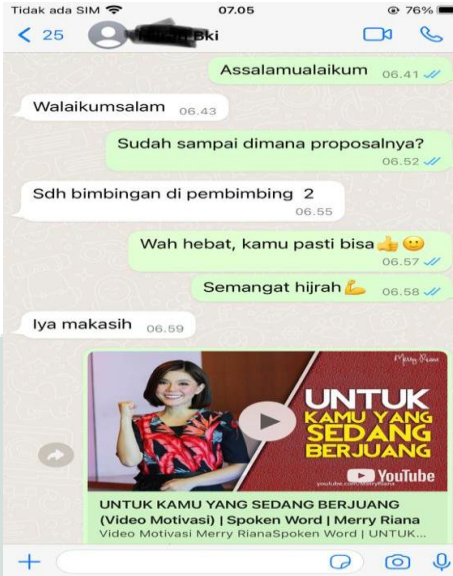 Tidak ada SIM
07.05
76%
25
Bki
Assalamualaikum 06.41
Walaikumsalam 06.43
Sudah sampai dimana proposalnya?
06.52
Sdh bimbingan di pembimbing 2
06.55
Wah hebat, kamu pasti bisa👍🙂
06.57
Semangat hijrah💪 06.58
Iya makasih 06.59
Merry Riana
UNTUK
KAMU YANG
SEDANG
BERJUANG
YouTube
UNTUK KAMU YANG SEDANG BERJUANG
(Video Motivasi) | Spoken Word | Merry Riana
Video Motivasi Merry RianaSpoken Word | UNTUK...